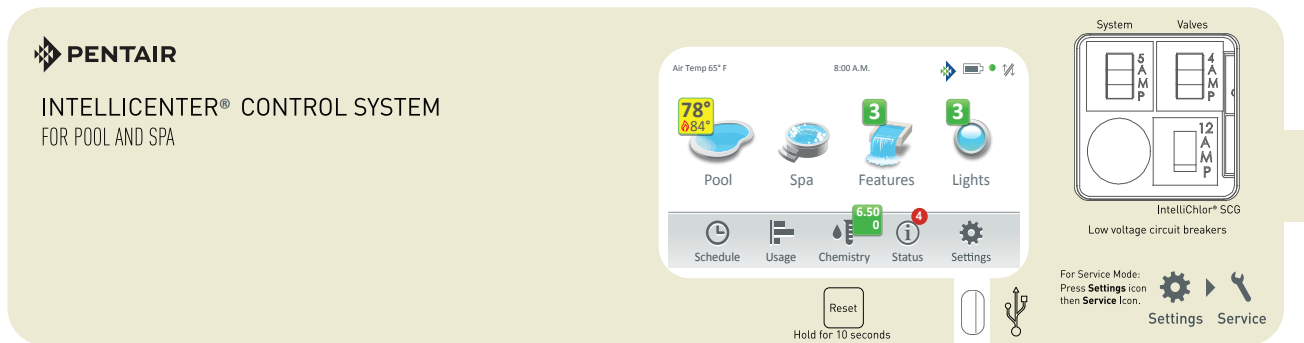 PENTAIR
INTELLICENTER® CONTROL SYSTEM
FOR POOL AND SPA
Air Temp 65° F
8:00 A.M.
78°
84°
3
3
Pool
Spa
Features
Lights
6.50
0
4
Schedule
Usage
Chemistry
Status
Settings
Reset
Hold for 10 seconds
System
Valves
5 AMP
4 AMP
12 AMP
IntelliChlor® SCG
Low voltage circuit breakers
For Service Mode:
Press Settings icon
then Service Icon.
Settings
Service